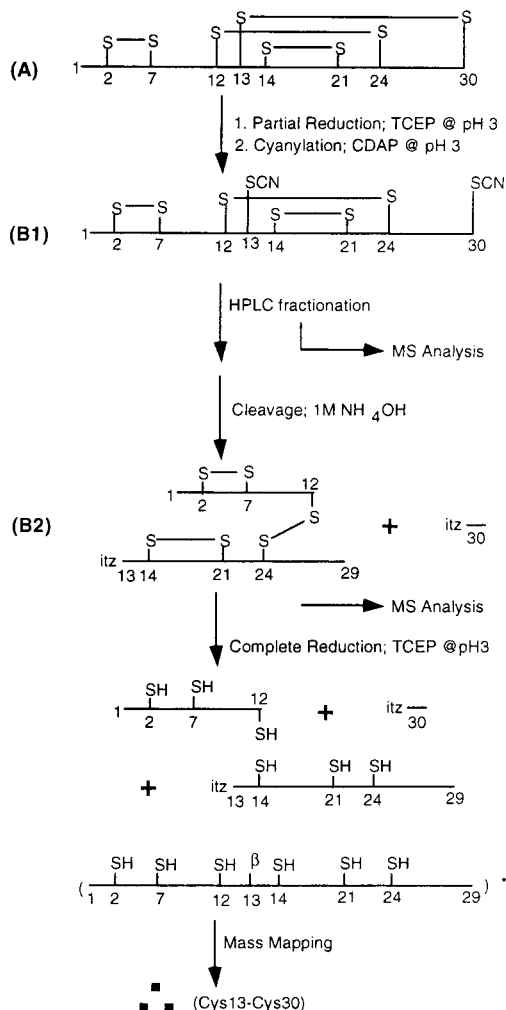 S S
S S
S S
S S
(A)
1
2 7 12 13 14 21 24 30
1. Partial Reduction; TCEP @ pH 3
2. Cyanylation; CDAP @ pH 3
SCN SCN
S S
S S
S S
(B1)
1
2 7 12 13 14 21 24 30
HPLC fractionation
MS Analysis
Cleavage; 1M NH 4OH
S S
12
1
2 7
(B2)
S
+
itz
30
S S S
itz
13 14 21 24 29
MS Analysis
Complete Reduction; TCEP @pH3
SH SH
12
1
2 7
SH
+
itz
30
+
SH SH SH
itz
13 14 21 24 29
SH SH SH β SH SH SH
( ) *
1 2 7 12 13 14 21 24 29
Mass Mapping
(Cys13-Cys30)